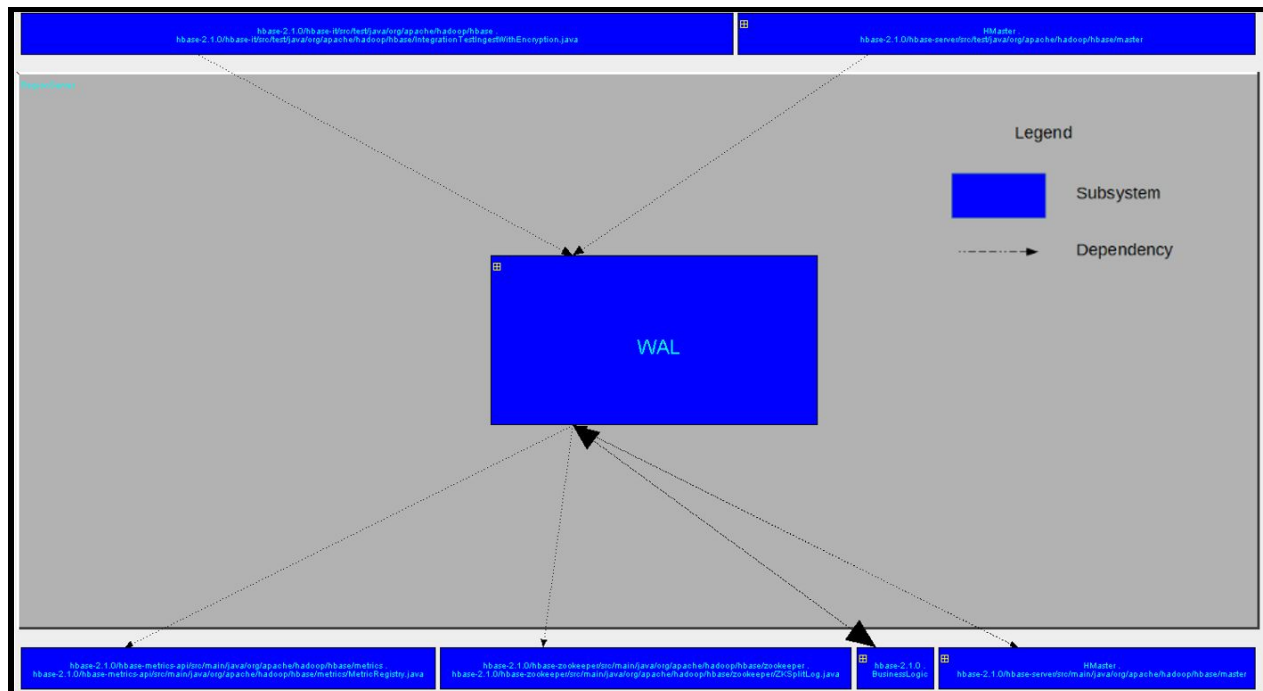 hbase-2.1.0/hbase-it/src/test/java/org/apache/hadoop/hbase .
hbase-2.1.0/hbase-it/src/test/java/org/apache/hadoop/hbase/IntegrationTestIngestWithEncryption.java
HMaster .
hbase-2.1.0/hbase-server/src/test/java/org/apache/hadoop/hbase/master
Legend
Subsystem
Dependency
WAL
hbase-2.1.0/hbase-metrics-api/src/main/java/org/apache/hadoop/hbase/metrics .
hbase-2.1.0/hbase-metrics-api/src/main/java/org/apache/hadoop/hbase/metrics/MetricRegistry.java
hbase-2.1.0/hbase-zookeeper/src/main/java/org/apache/hadoop/hbase/zookeeper .
hbase-2.1.0/hbase-zookeeper/src/main/java/org/apache/hadoop/hbase/zookeeper/ZKSplitLog.java
hbase-2.1.0 .
BusinessLogic
HMaster .
hbase-2.1.0/hbase-server/src/main/java/org/apache/hadoop/hbase/master